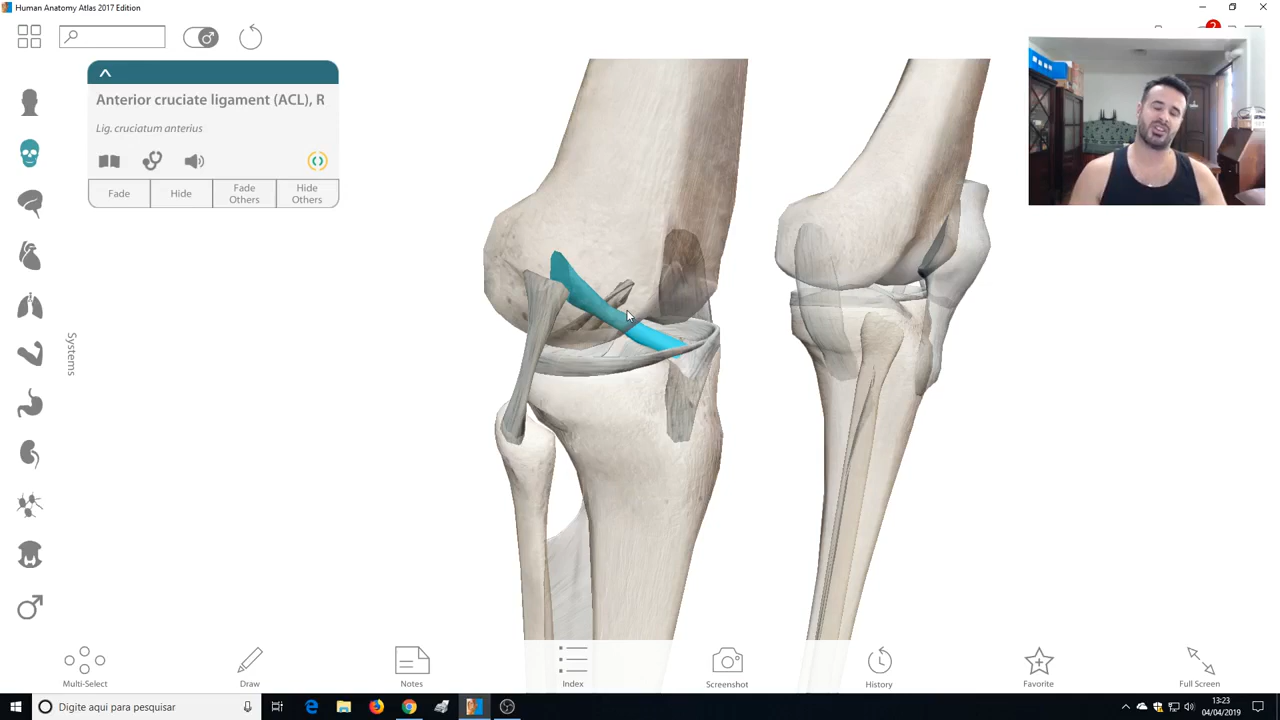 Human Anatomy Atlas 2017 Edition
2
Anterior cruciate ligament (ACL), R
Lig. cruciatum anterius
Fade
Hide
Fade
Others
Hide
Others
Systems
Multi-Select
Draw
Notes
Index
Screenshot
History
Favorite
Full Screen
Digite aqui para pesquisar
13:23
04/04/2019